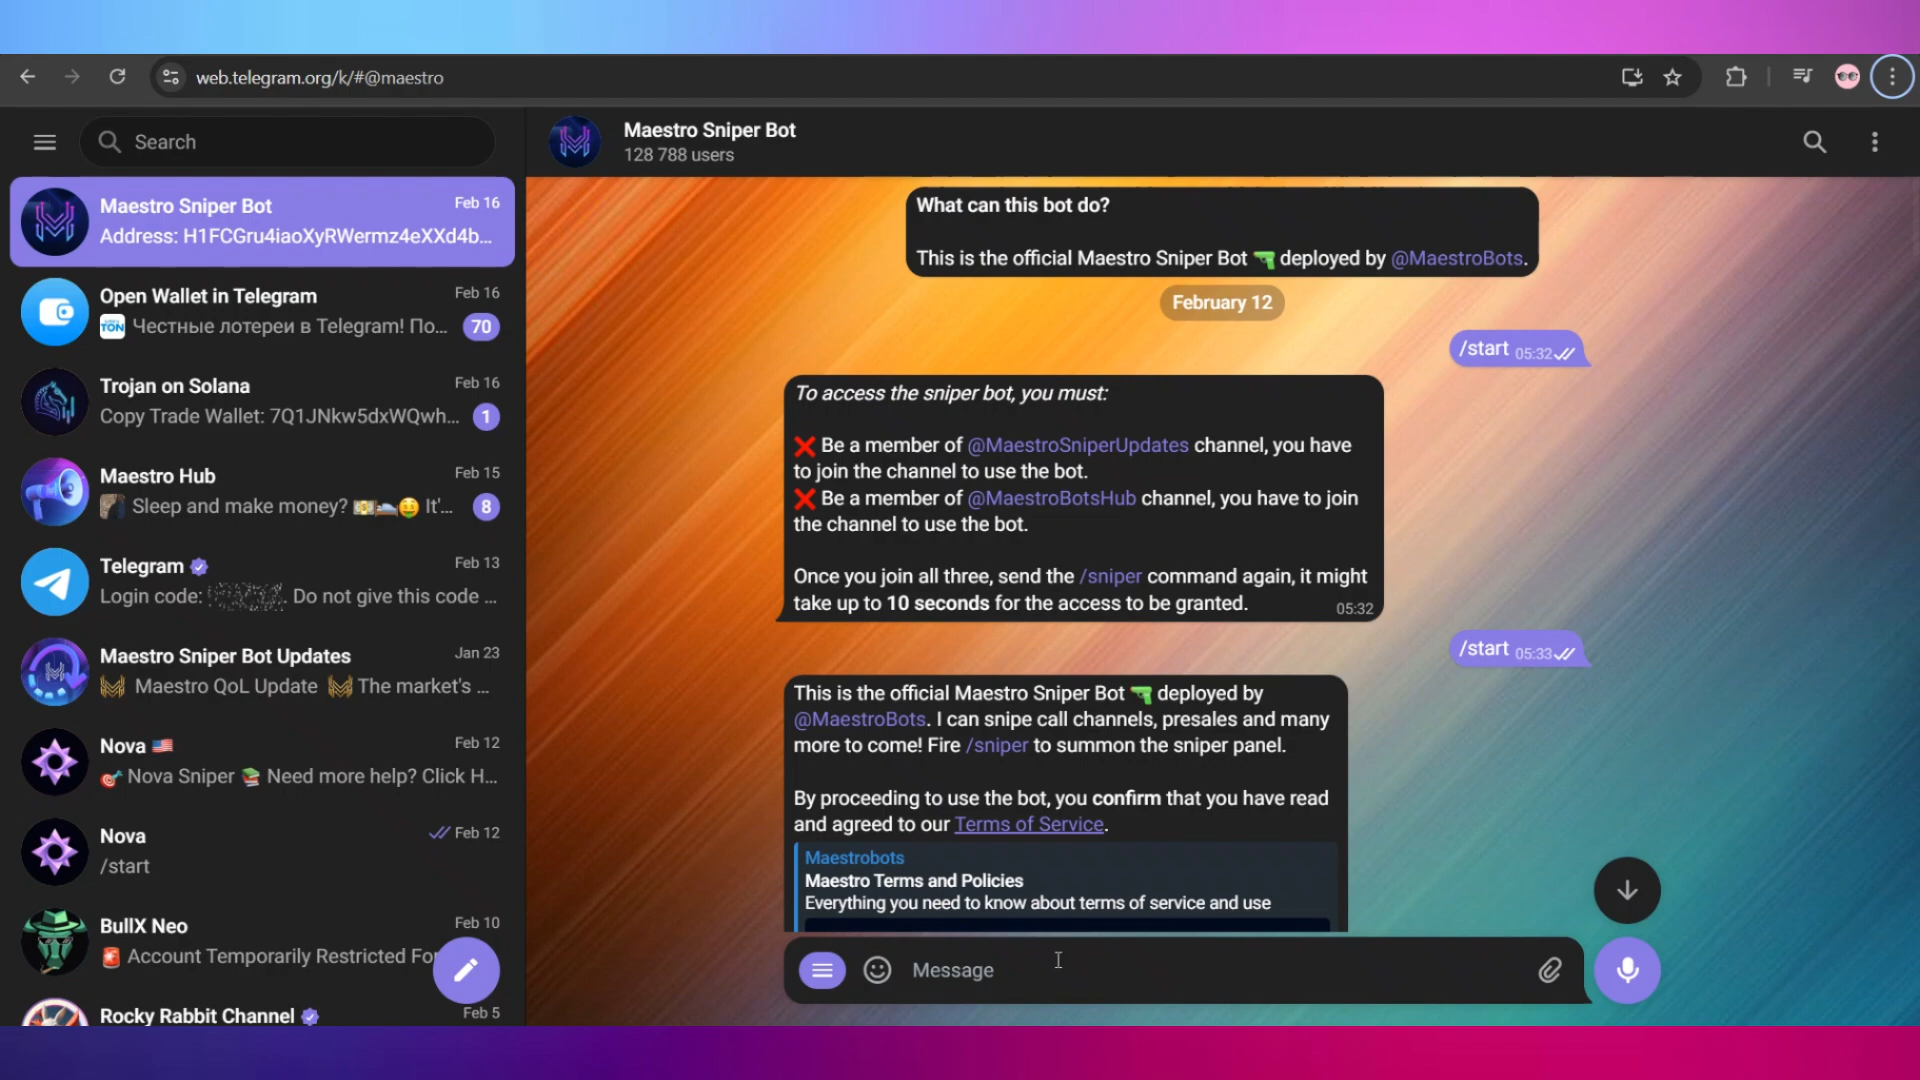 web.telegram.org/k/#@maestro
Search
Maestro Sniper Bot Feb 16
Address: H1FCGru4iaoXyRWermz4eXXd4b...
Open Wallet in Telegram Feb 16
TON Честные лотереи в Telegram! По... 70
Trojan on Solana Feb 16
Copy Trade Wallet: 7Q1JNkw5dxWQwh... 1
Maestro Hub Feb 15
Sleep and make money? 💵🛌🤑 It'... 8
Telegram Feb 13
Login code: Do not give this code ...
Maestro Sniper Bot Updates Jan 23
Maestro QoL Update The market's ...
Nova 🇺🇸 Feb 12
🎯 Nova Sniper 📚 Need more help? Click H...
Nova Feb 12
/start
BullX Neo Feb 10
🚨 Account Temporarily Restricted For
Rocky Rabbit Channel Feb 5
Maestro Sniper Bot
128 788 users
What can this bot do?
This is the official Maestro Sniper Bot 🔫 deployed by @MaestroBots.
February 12
/start 05:32
To access the sniper bot, you must:
❌ Be a member of @MaestroSniperUpdates channel, you have
to join the channel to use the bot.
❌ Be a member of @MaestroBotsHub channel, you have to join
the channel to use the bot.
Once you join all three, send the /sniper command again, it might
take up to 10 seconds for the access to be granted. 05:32
/start 05:33
This is the official Maestro Sniper Bot 🔫 deployed by
@MaestroBots. I can snipe call channels, presales and many
more to come! Fire /sniper to summon the sniper panel.
By proceeding to use the bot, you confirm that you have read
and agreed to our Terms of Service.
Maestrobots
Maestro Terms and Policies
Everything you need to know about terms of service and use
Message